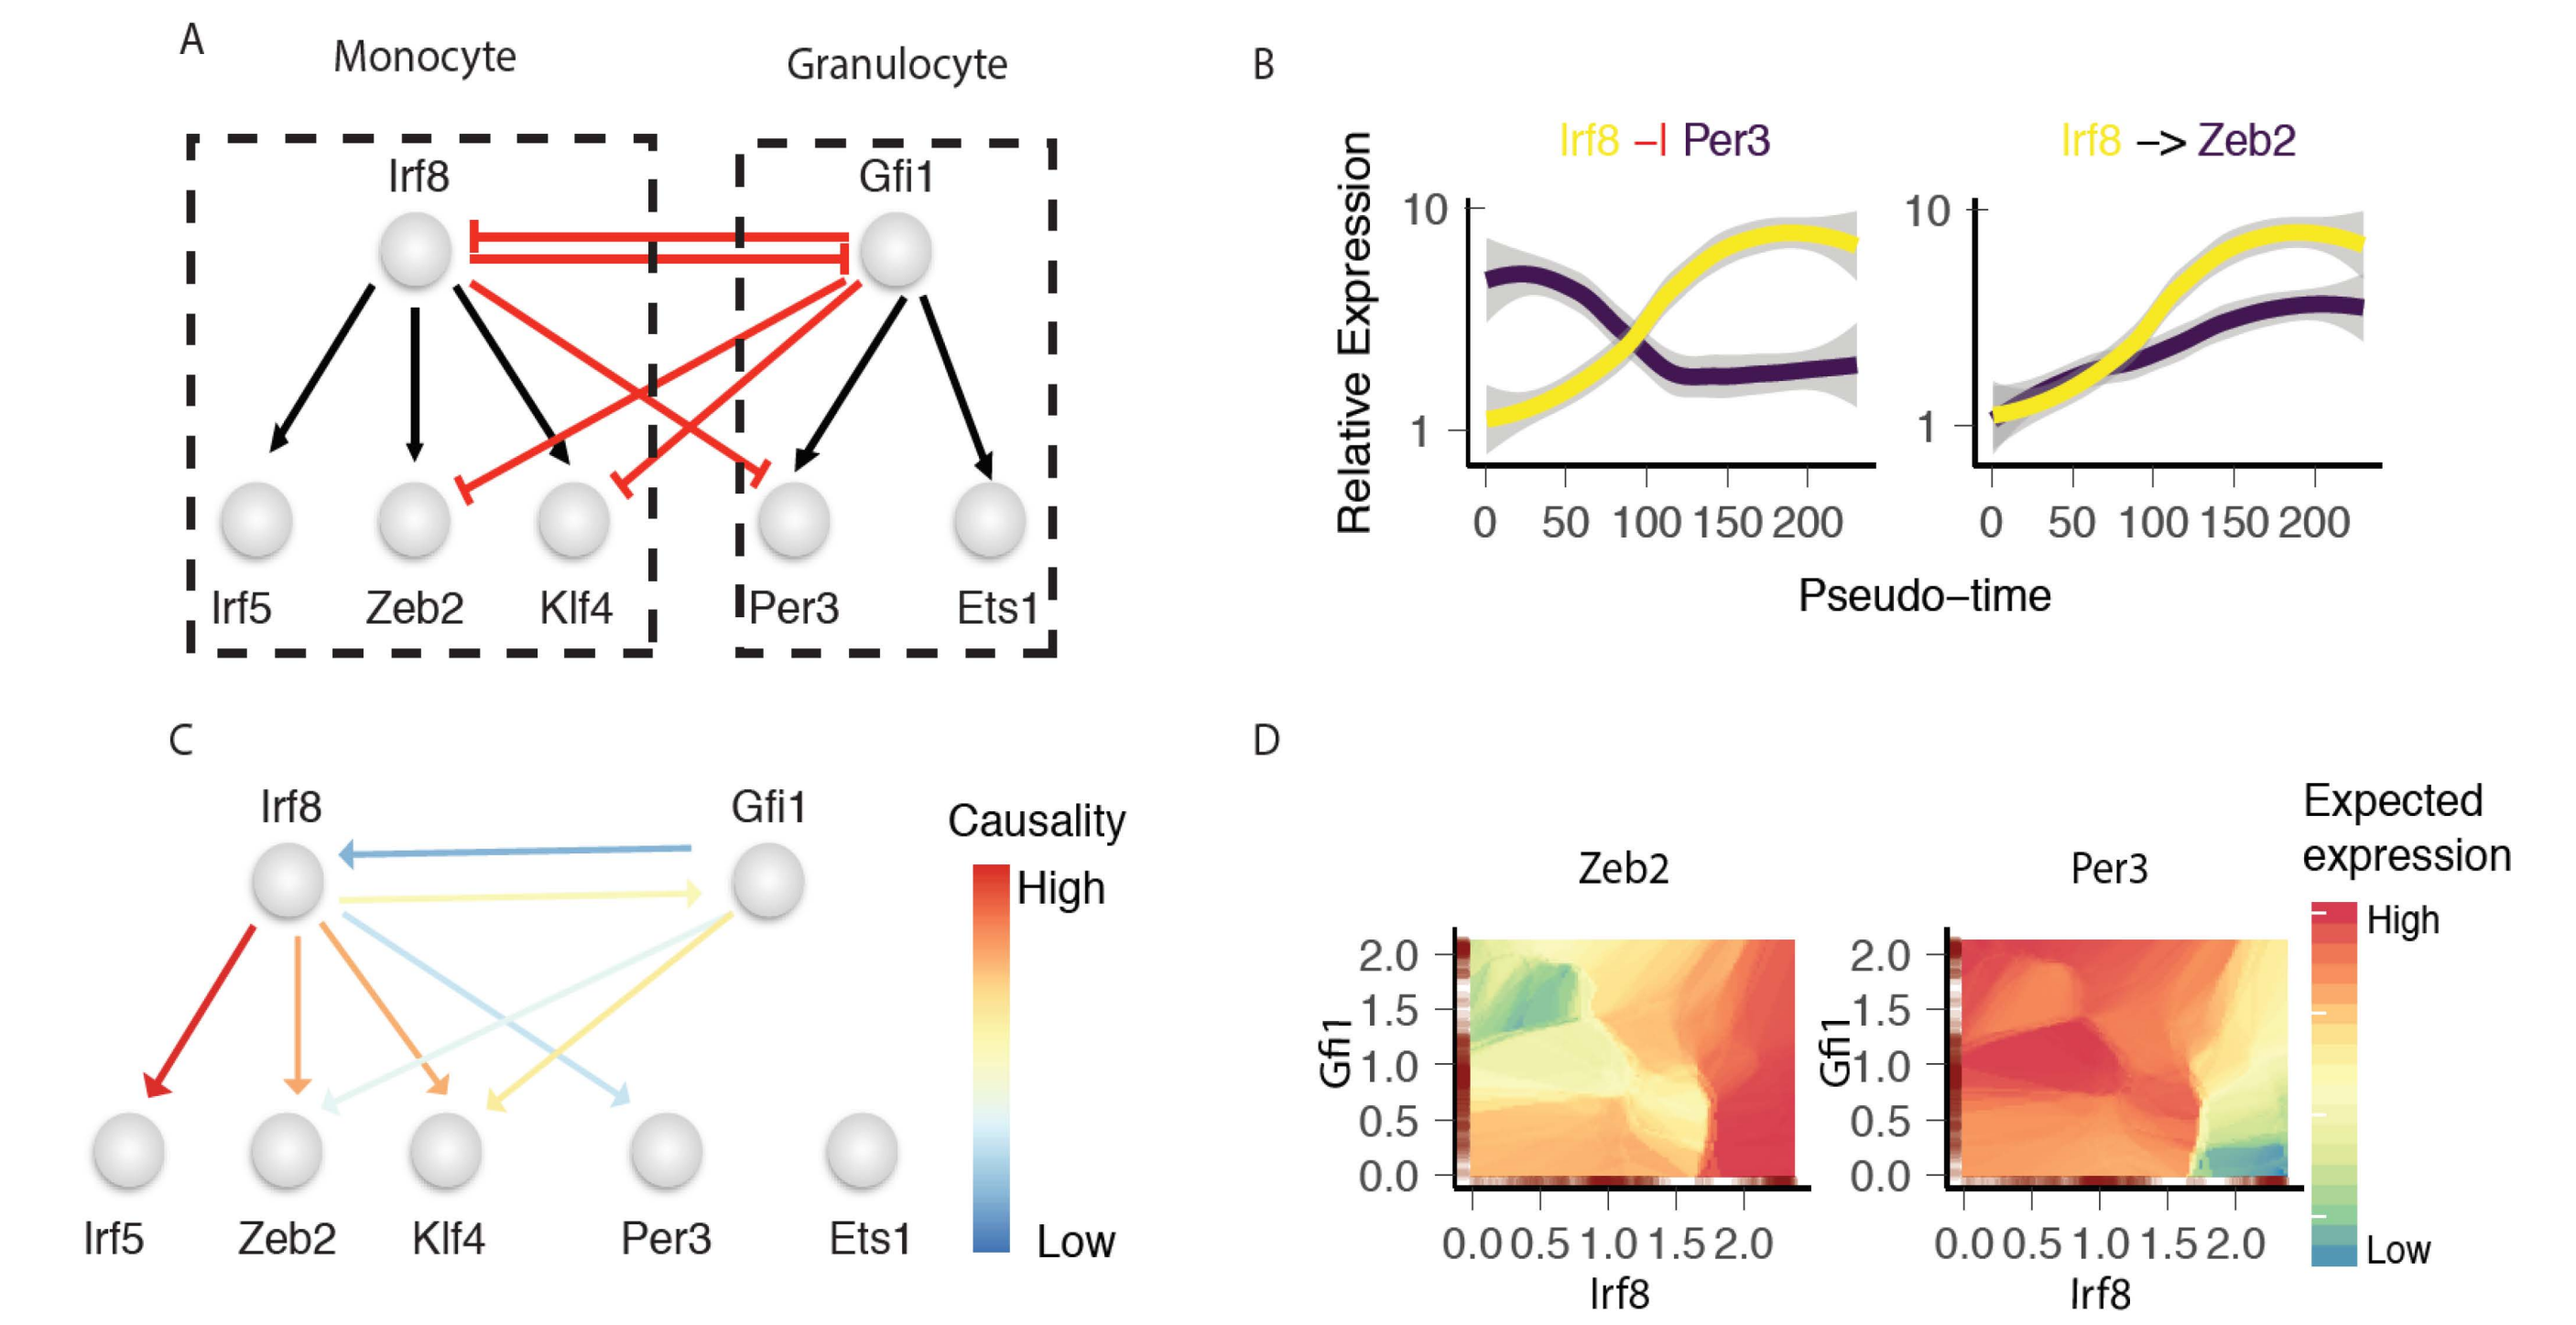 A
Monocyte
Granulocyte
Irf8
Gfi1
Irf5
Zeb2
Klf4
Per3
Ets1
B
Irf8 –| Per3
Irf8 –> Zeb2
Relative Expression
10
1
0 50 100 150 200
10
1
0 50 100 150 200
Pseudo–time
C
Irf8
Gfi1
Causality
High
Low
Irf5
Zeb2
Klf4
Per3
Ets1
D
Expected
expression
High
Low
Zeb2
Gfi1
2.0
1.5
1.0
0.5
0.0
0.0 0.5 1.0 1.5 2.0
Irf8
Per3
Gfi1
2.0
1.5
1.0
0.5
0.0
0.0 0.5 1.0 1.5 2.0
Irf8